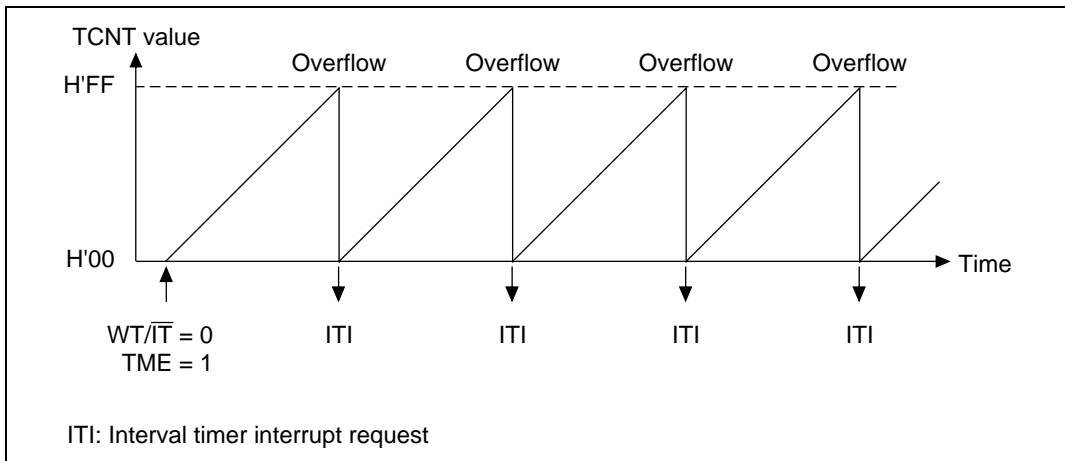 TCNT value
Overflow Overflow Overflow Overflow
H'FF
H'00
Time
WT/I̅T̅ = 0
TME = 1
ITI ITI ITI ITI
ITI: Interval timer interrupt request